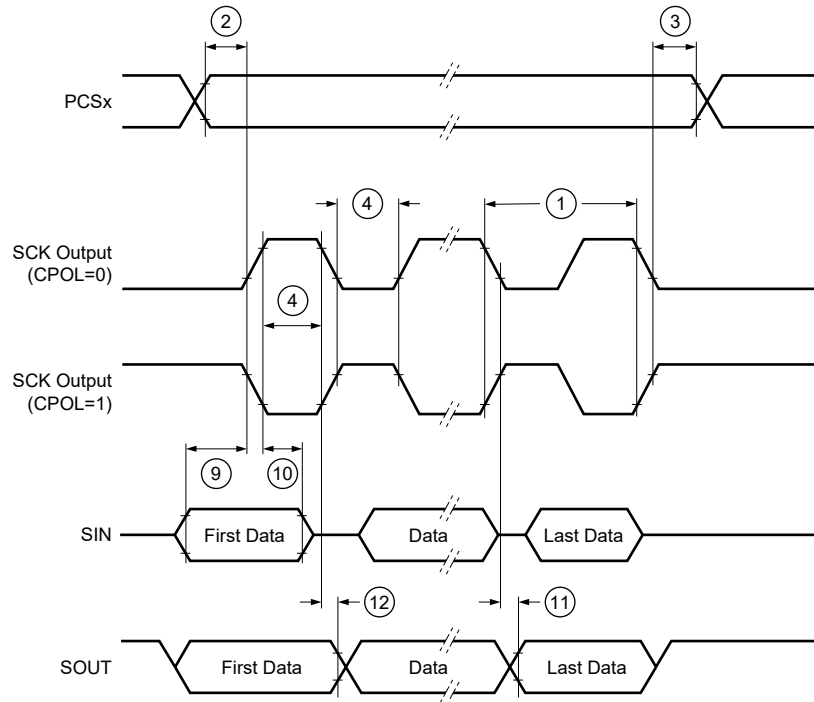 2
3
PCSx
4
1
SCK Output
(CPOL=0)
4
SCK Output
(CPOL=1)
9
10
SIN
First Data
Data
Last Data
12
11
SOUT
First Data
Data
Last Data